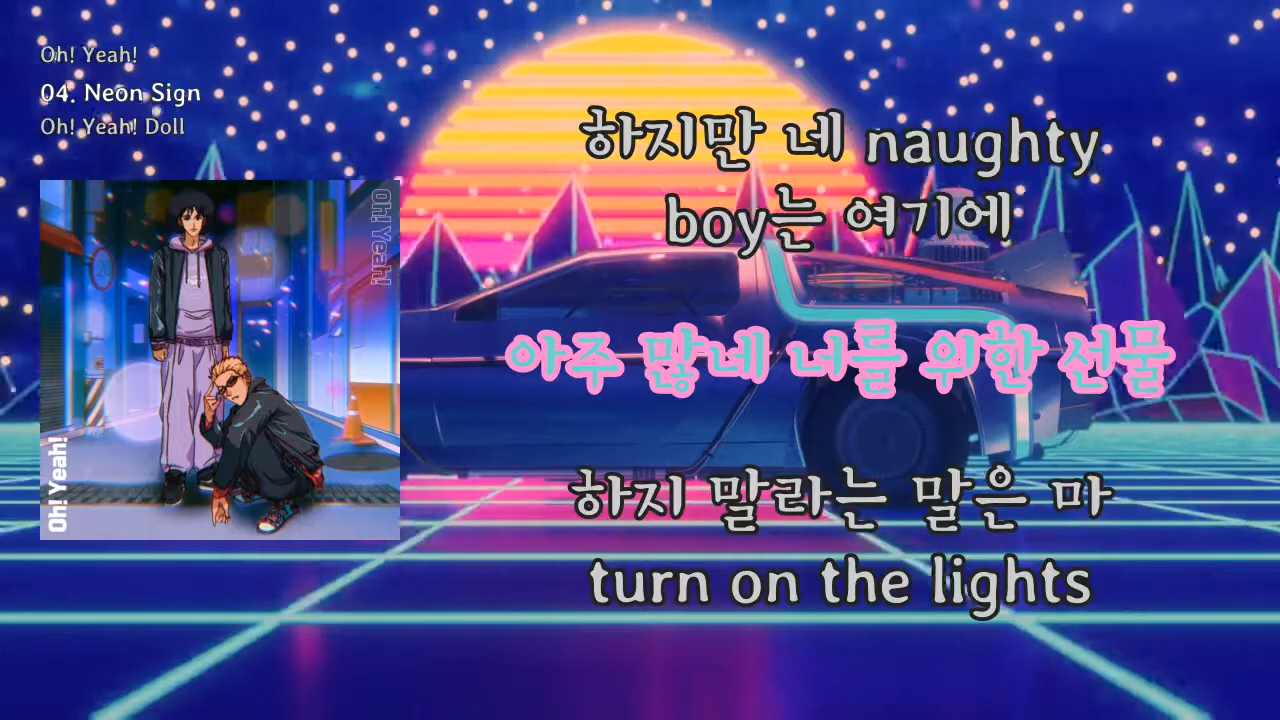 Oh! Yeah!
04. Neon Sign
Oh! Yeah! Doll
Oh! Yeah!
Oh! Yeah!
하지만 네 naughty
boy는 여기에
아주 많네 너를 위한 선물
하지 말라는 말은 마
turn on the lights